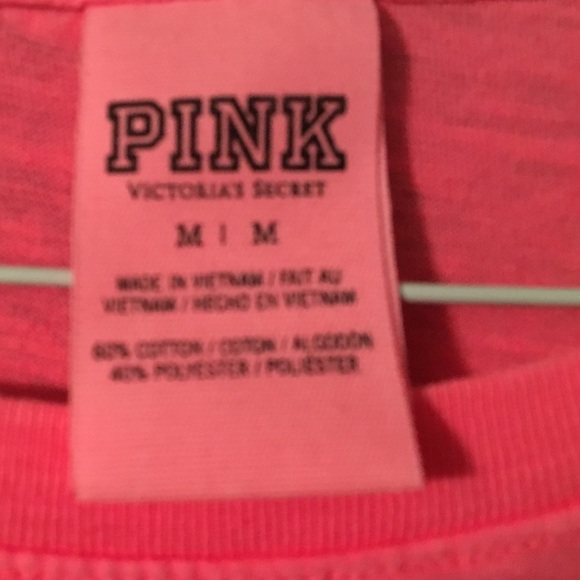 PINK
VICTORIA'S SECRET
M | M
MADE IN VIETNAM / FAIT AU
VIETNAM / HECHO EN VIETNAM
60% COTTON / COTON / ALGODÓN
40% POLYESTER / POLIÉSTER